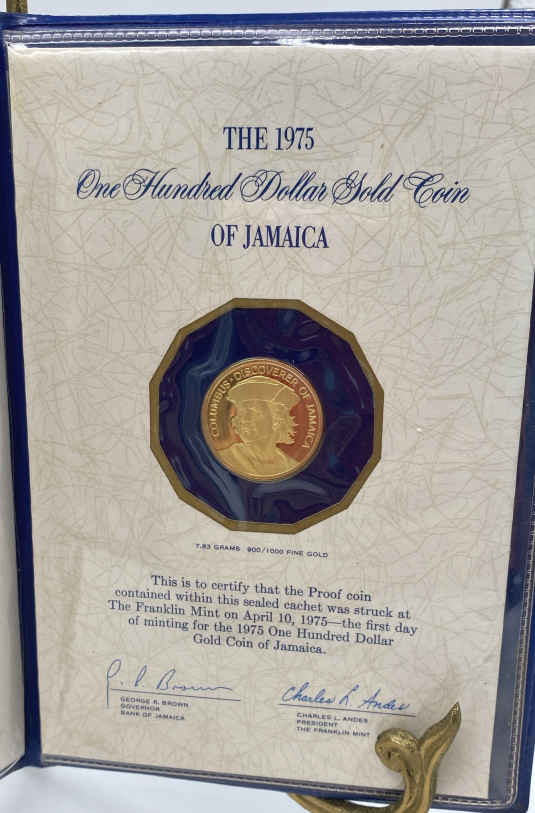 THE 1975
One Hundred Dollar Gold Coin
OF JAMAICA
COLUMBUS · DISCOVERER OF JAMAICA
7.83 GRAMS 900/1000 FINE GOLD
This is to certify that the Proof coin
contained within this sealed cachet was struck at
The Franklin Mint on April 10, 1975—the first day
of minting for the 1975 One Hundred Dollar
Gold Coin of Jamaica.
G. P. Brown
GEORGE R. BROWN
GOVERNOR
BANK OF JAMAICA
Charles L. Andes
CHARLES L. ANDES
PRESIDENT
THE FRANKLIN MINT